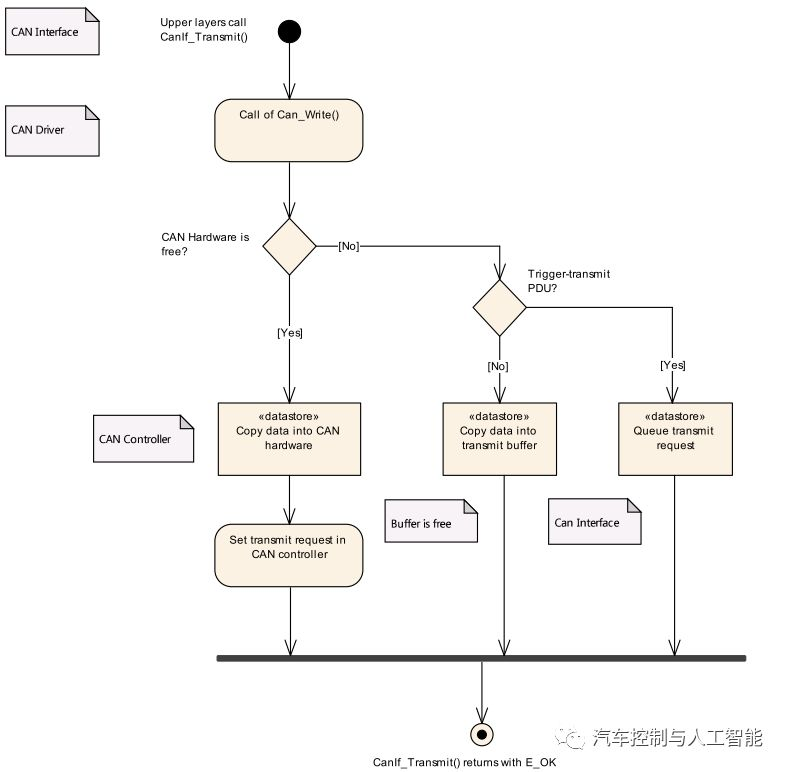 CAN Interface
Upper layers call
CanIf_Transmit()
Call of Can_Write()
CAN Driver
CAN Hardware is
free?
[No]
Trigger-transmit
PDU?
[Yes]
[No]
[Yes]
«datastore»
Copy data into CAN
hardware
«datastore»
Copy data into
transmit buffer
«datastore»
Queue transmit
request
CAN Controller
Buffer is free
Can Interface
Set transmit request in
CAN controller
汽车控制与人工智能
CanIf_Transmit() returns with E_OK